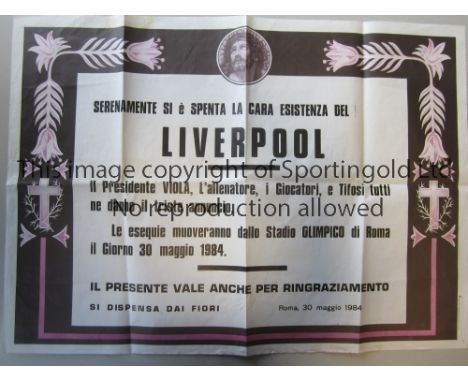 SERENAMENTE SI è SPENTA LA CARA ESISTENZA DEL
LIVERPOOL
This image copyright of Sportingold Ltd
Il Presidente VIOLA, L'allenatore, i Giocatori, e Tifosi tutti
ne danno il triste annuncio.
No reproduction allowed
Le esequie muoveranno dallo Stadio OLIMPICO di Roma
il Giorno 30 maggio 1984.
IL PRESENTE VALE ANCHE PER RINGRAZIAMENTO
SI DISPENSA DAI FIORI Roma, 30 maggio 1984